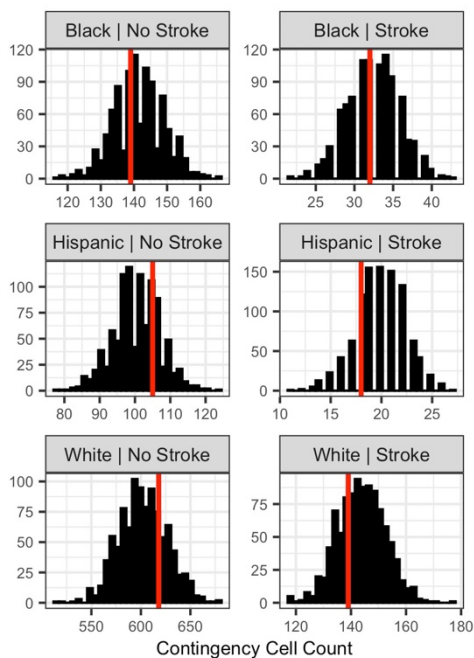 Black | No Stroke
Black | Stroke
120
90
60
30
0
120 130 140 150 160
120
90
60
30
0
25 30 35 40
Hispanic | No Stroke
Hispanic | Stroke
100
75
50
25
0
80 90 100 110 120
150
100
50
0
10 15 20 25
White | No Stroke
White | Stroke
100
75
50
25
0
550 600 650
75
50
25
0
120 140 160 180
Contingency Cell Count